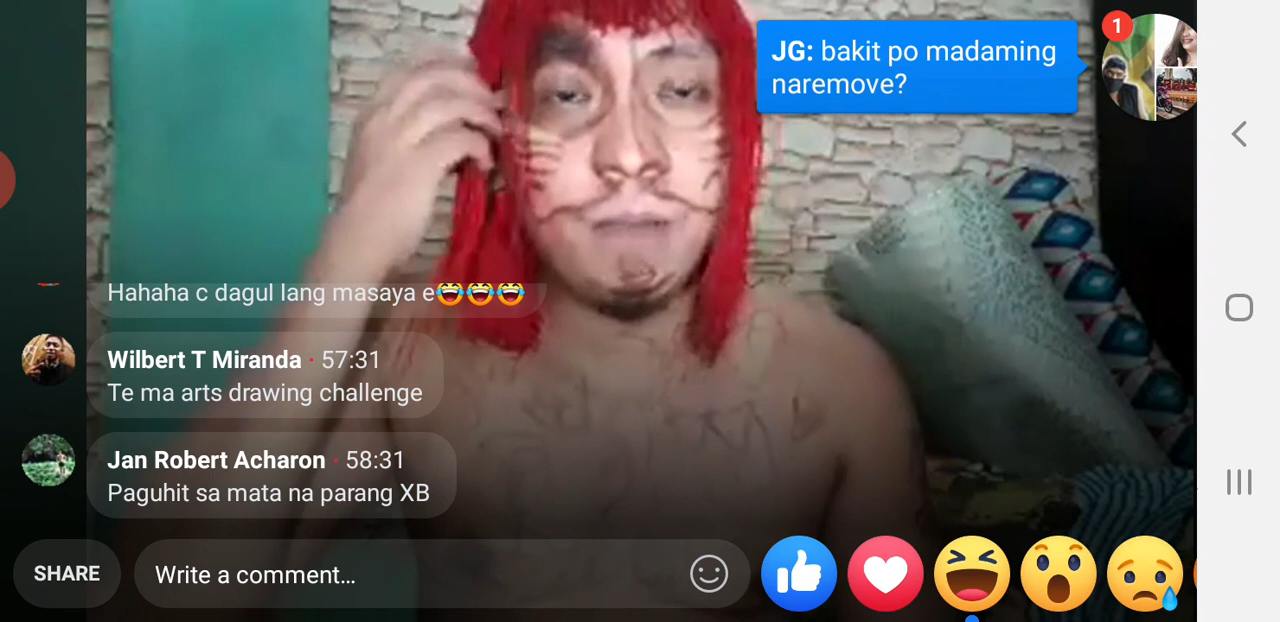 JG: bakit po madaming
naremove?
1
Hahaha c dagul lang masaya e😂😂😂
Wilbert T Miranda · 57:31
Te ma arts drawing challenge
Jan Robert Acharon · 58:31
Paguhit sa mata na parang XB
SHARE
Write a comment...